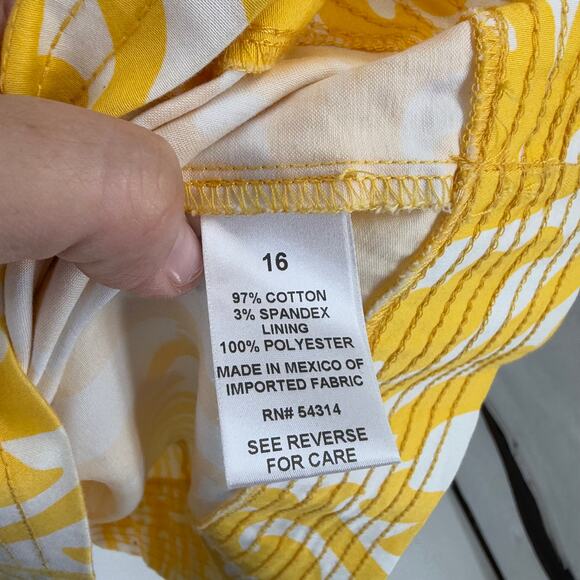 16
97% COTTON
3% SPANDEX
LINING
100% POLYESTER
MADE IN MEXICO OF
IMPORTED FABRIC
RN# 54314
SEE REVERSE
FOR CARE